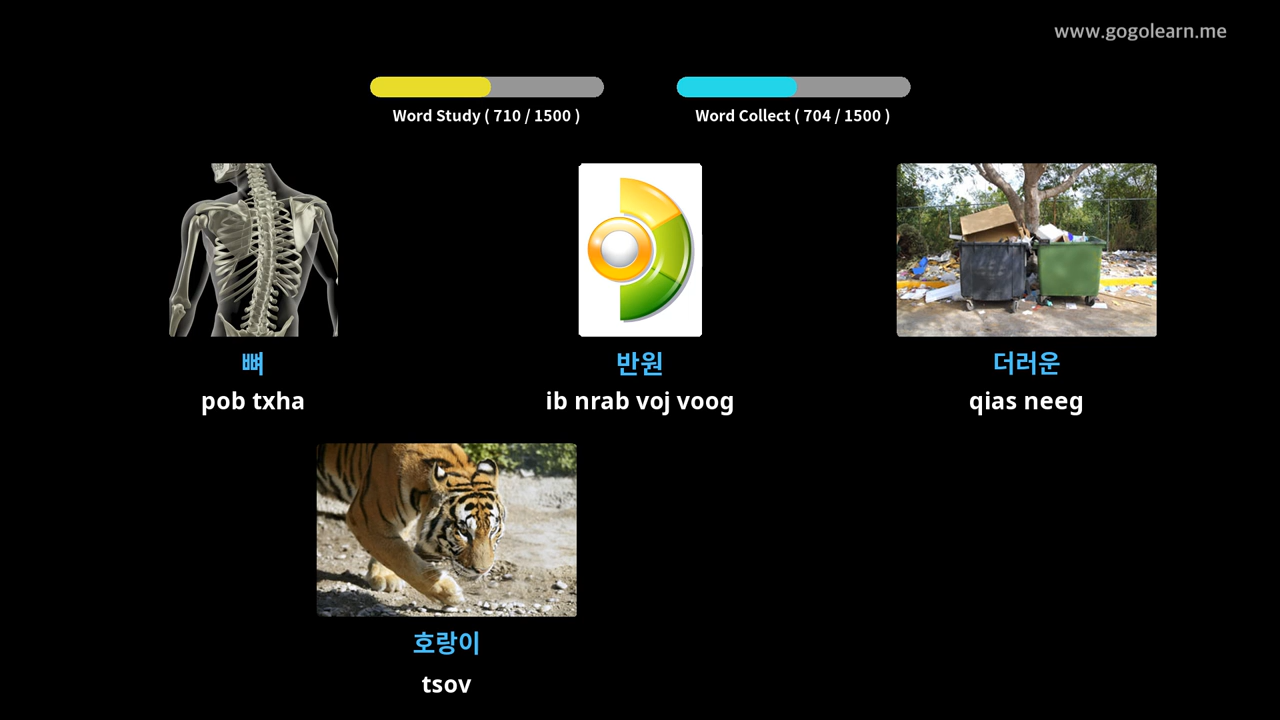 www.gogolearn.me
Word Study ( 710 / 1500 )
Word Collect ( 704 / 1500 )
뼈
pob txha
반원
ib nrab voj voog
더러운
qias neeg
호랑이
tsov